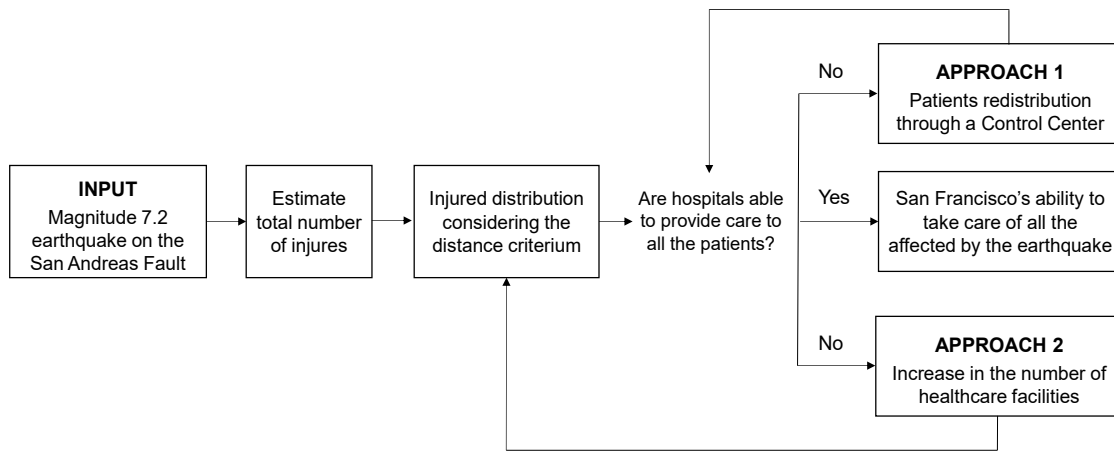 INPUT
Magnitude 7.2
earthquake on the
San Andreas Fault
Estimate
total number
of injures
Injured distribution
considering the
distance criterium
Are hospitals able
to provide care to
all the patients?
No
APPROACH 1
Patients redistribution
through a Control Center
Yes
San Francisco’s ability to
take care of all the
affected by the earthquake
No
APPROACH 2
Increase in the number of
healthcare facilities